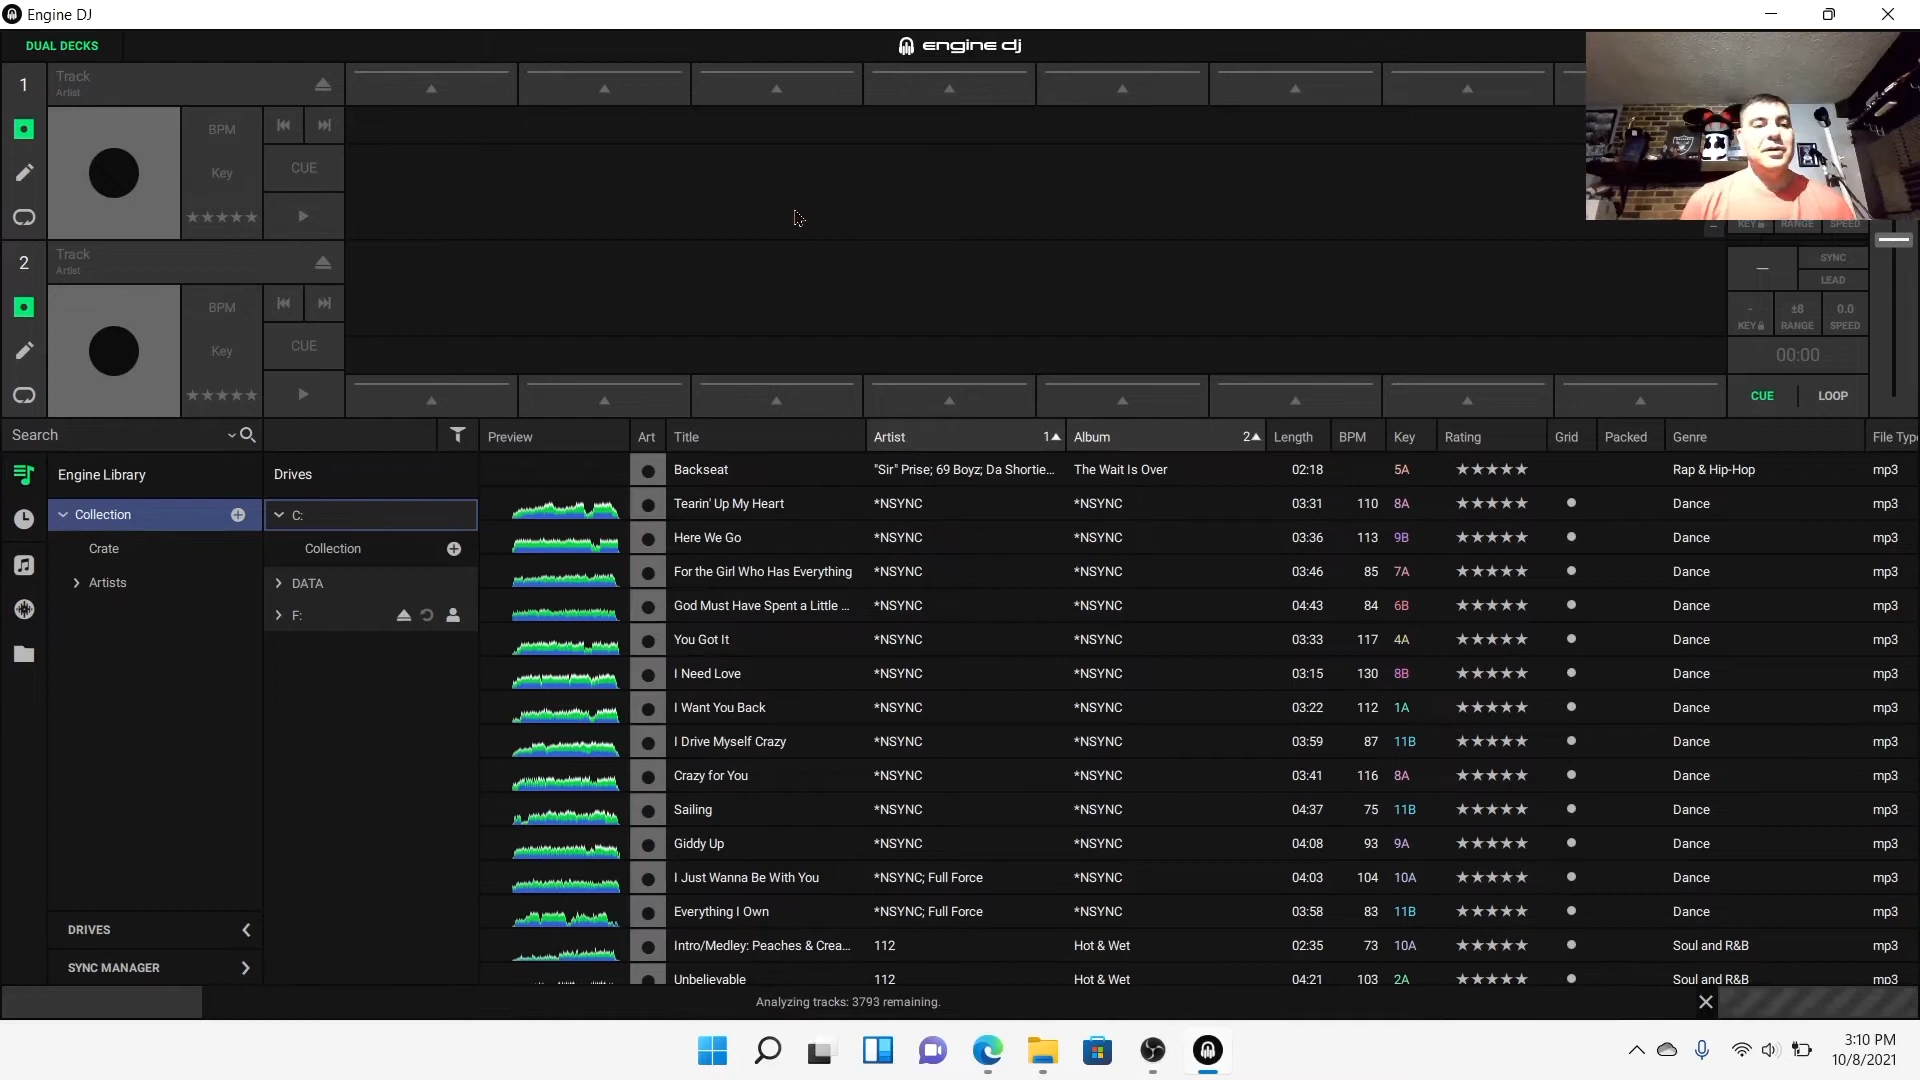 Engine DJ
DUAL DECKS
engine dj
1
Track
Artist
BPM
Key
CUE
2
Track
Artist
BPM
Key
CUE
KEY RANGE SPEED
SYNC
LEAD
- ±8 0.0
KEY RANGE SPEED
00:00
CUE LOOP
Search
Preview Art Title Artist 1 Album 2 Length BPM Key Rating Grid Packed Genre File Typ
Engine Library
Collection
Crate
Artists
DRIVES
SYNC MANAGER
Drives
C:
Collection
DATA
F:
Backseat "Sir" Prise; 69 Boyz; Da Shortie... The Wait Is Over 02:18 5A ★★★★★ Rap & Hip-Hop mp3
Tearin' Up My Heart *NSYNC *NSYNC 03:31 110 8A ★★★★★ Dance mp3
Here We Go *NSYNC *NSYNC 03:36 113 9B ★★★★★ Dance mp3
For the Girl Who Has Everything *NSYNC *NSYNC 03:46 85 7A ★★★★★ Dance mp3
God Must Have Spent a Little ... *NSYNC *NSYNC 04:43 84 6B ★★★★★ Dance mp3
You Got It *NSYNC *NSYNC 03:33 117 4A ★★★★★ Dance mp3
I Need Love *NSYNC *NSYNC 03:15 130 8B ★★★★★ Dance mp3
I Want You Back *NSYNC *NSYNC 03:22 112 1A ★★★★★ Dance mp3
I Drive Myself Crazy *NSYNC *NSYNC 03:59 87 11B ★★★★★ Dance mp3
Crazy for You *NSYNC *NSYNC 03:41 116 8A ★★★★★ Dance mp3
Sailing *NSYNC *NSYNC 04:37 75 11B ★★★★★ Dance mp3
Giddy Up *NSYNC *NSYNC 04:08 93 9A ★★★★★ Dance mp3
I Just Wanna Be With You *NSYNC; Full Force *NSYNC 04:03 104 10A ★★★★★ Dance mp3
Everything I Own *NSYNC; Full Force *NSYNC 03:58 83 11B ★★★★★ Dance mp3
Intro/Medley: Peaches & Crea... 112 Hot & Wet 02:35 73 10A ★★★★★ Soul and R&B mp3
Unbelievable 112 Hot & Wet 04:21 103 2A ★★★★★ Soul and R&B mp3
Analyzing tracks: 3793 remaining.
3:10 PM
10/8/2021